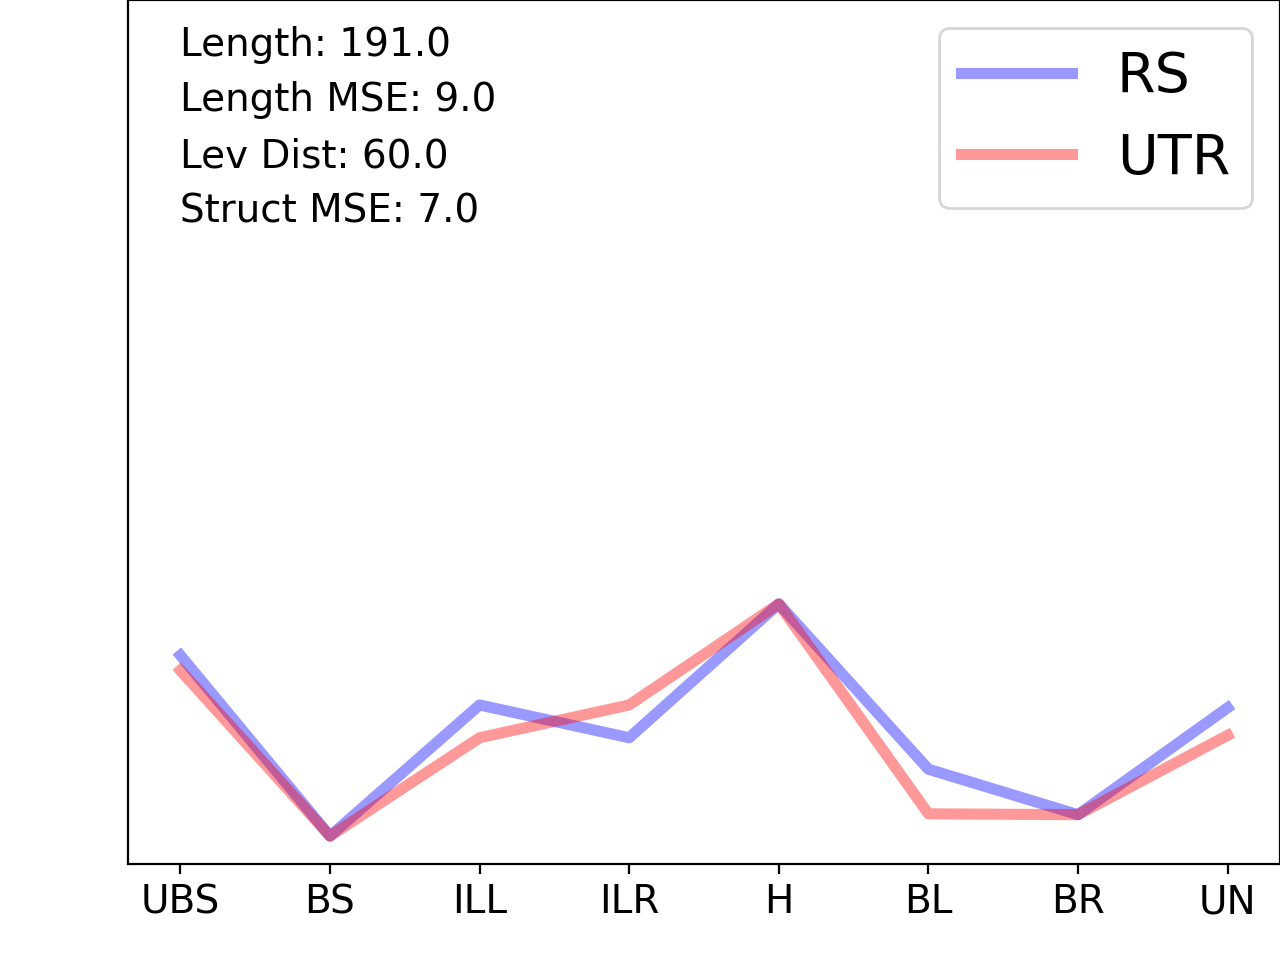 Length: 191.0
Length MSE: 9.0
Lev Dist: 60.0
Struct MSE: 7.0
RS
UTR
UBS BS ILL ILR H BL BR UN